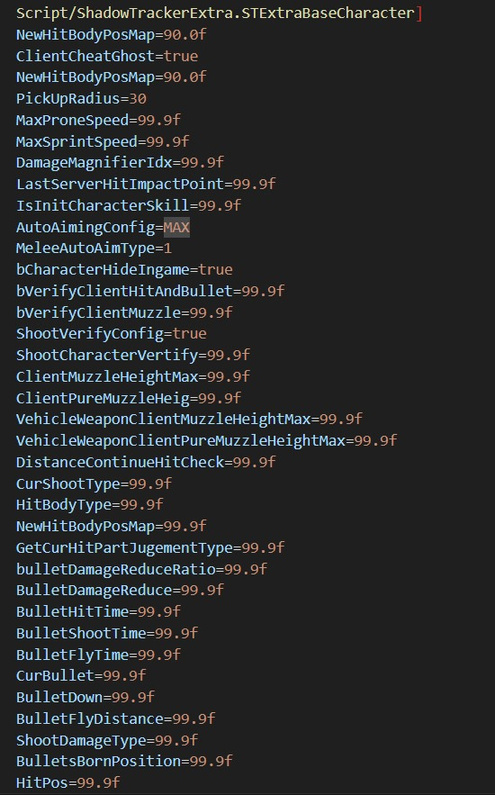 Script/ShadowTrackerExtra.STExtraBaseCharacter]
NewHitBodyPosMap=90.0f
ClientCheatGhost=true
NewHitBodyPosMap=90.0f
PickUpRadius=30
MaxProneSpeed=99.9f
MaxSprintSpeed=99.9f
DamageMagnifierIdx=99.9f
LastServerHitImpactPoint=99.9f
IsInitCharacterSkill=99.9f
AutoAimingConfig=MAX
MeleeAutoAimType=1
bCharacterHideIngame=true
bVerifyClientHitAndBullet=99.9f
bVerifyClientMuzzle=99.9f
ShootVerifyConfig=true
ShootCharacterVertify=99.9f
ClientMuzzleHeightMax=99.9f
ClientPureMuzzleHeig=99.9f
VehicleWeaponClientMuzzleHeightMax=99.9f
VehicleWeaponClientPureMuzzleHeightMax=99.9f
DistanceContinueHitCheck=99.9f
CurShootType=99.9f
HitBodyType=99.9f
NewHitBodyPosMap=99.9f
GetCurHitPartJugementType=99.9f
bulletDamageReduceRatio=99.9f
BulletDamageReduce=99.9f
BulletHitTime=99.9f
BulletShootTime=99.9f
BulletFlyTime=99.9f
CurBullet=99.9f
BulletDown=99.9f
BulletFlyDistance=99.9f
ShootDamageType=99.9f
BulletsBornPosition=99.9f
HitPos=99.9f